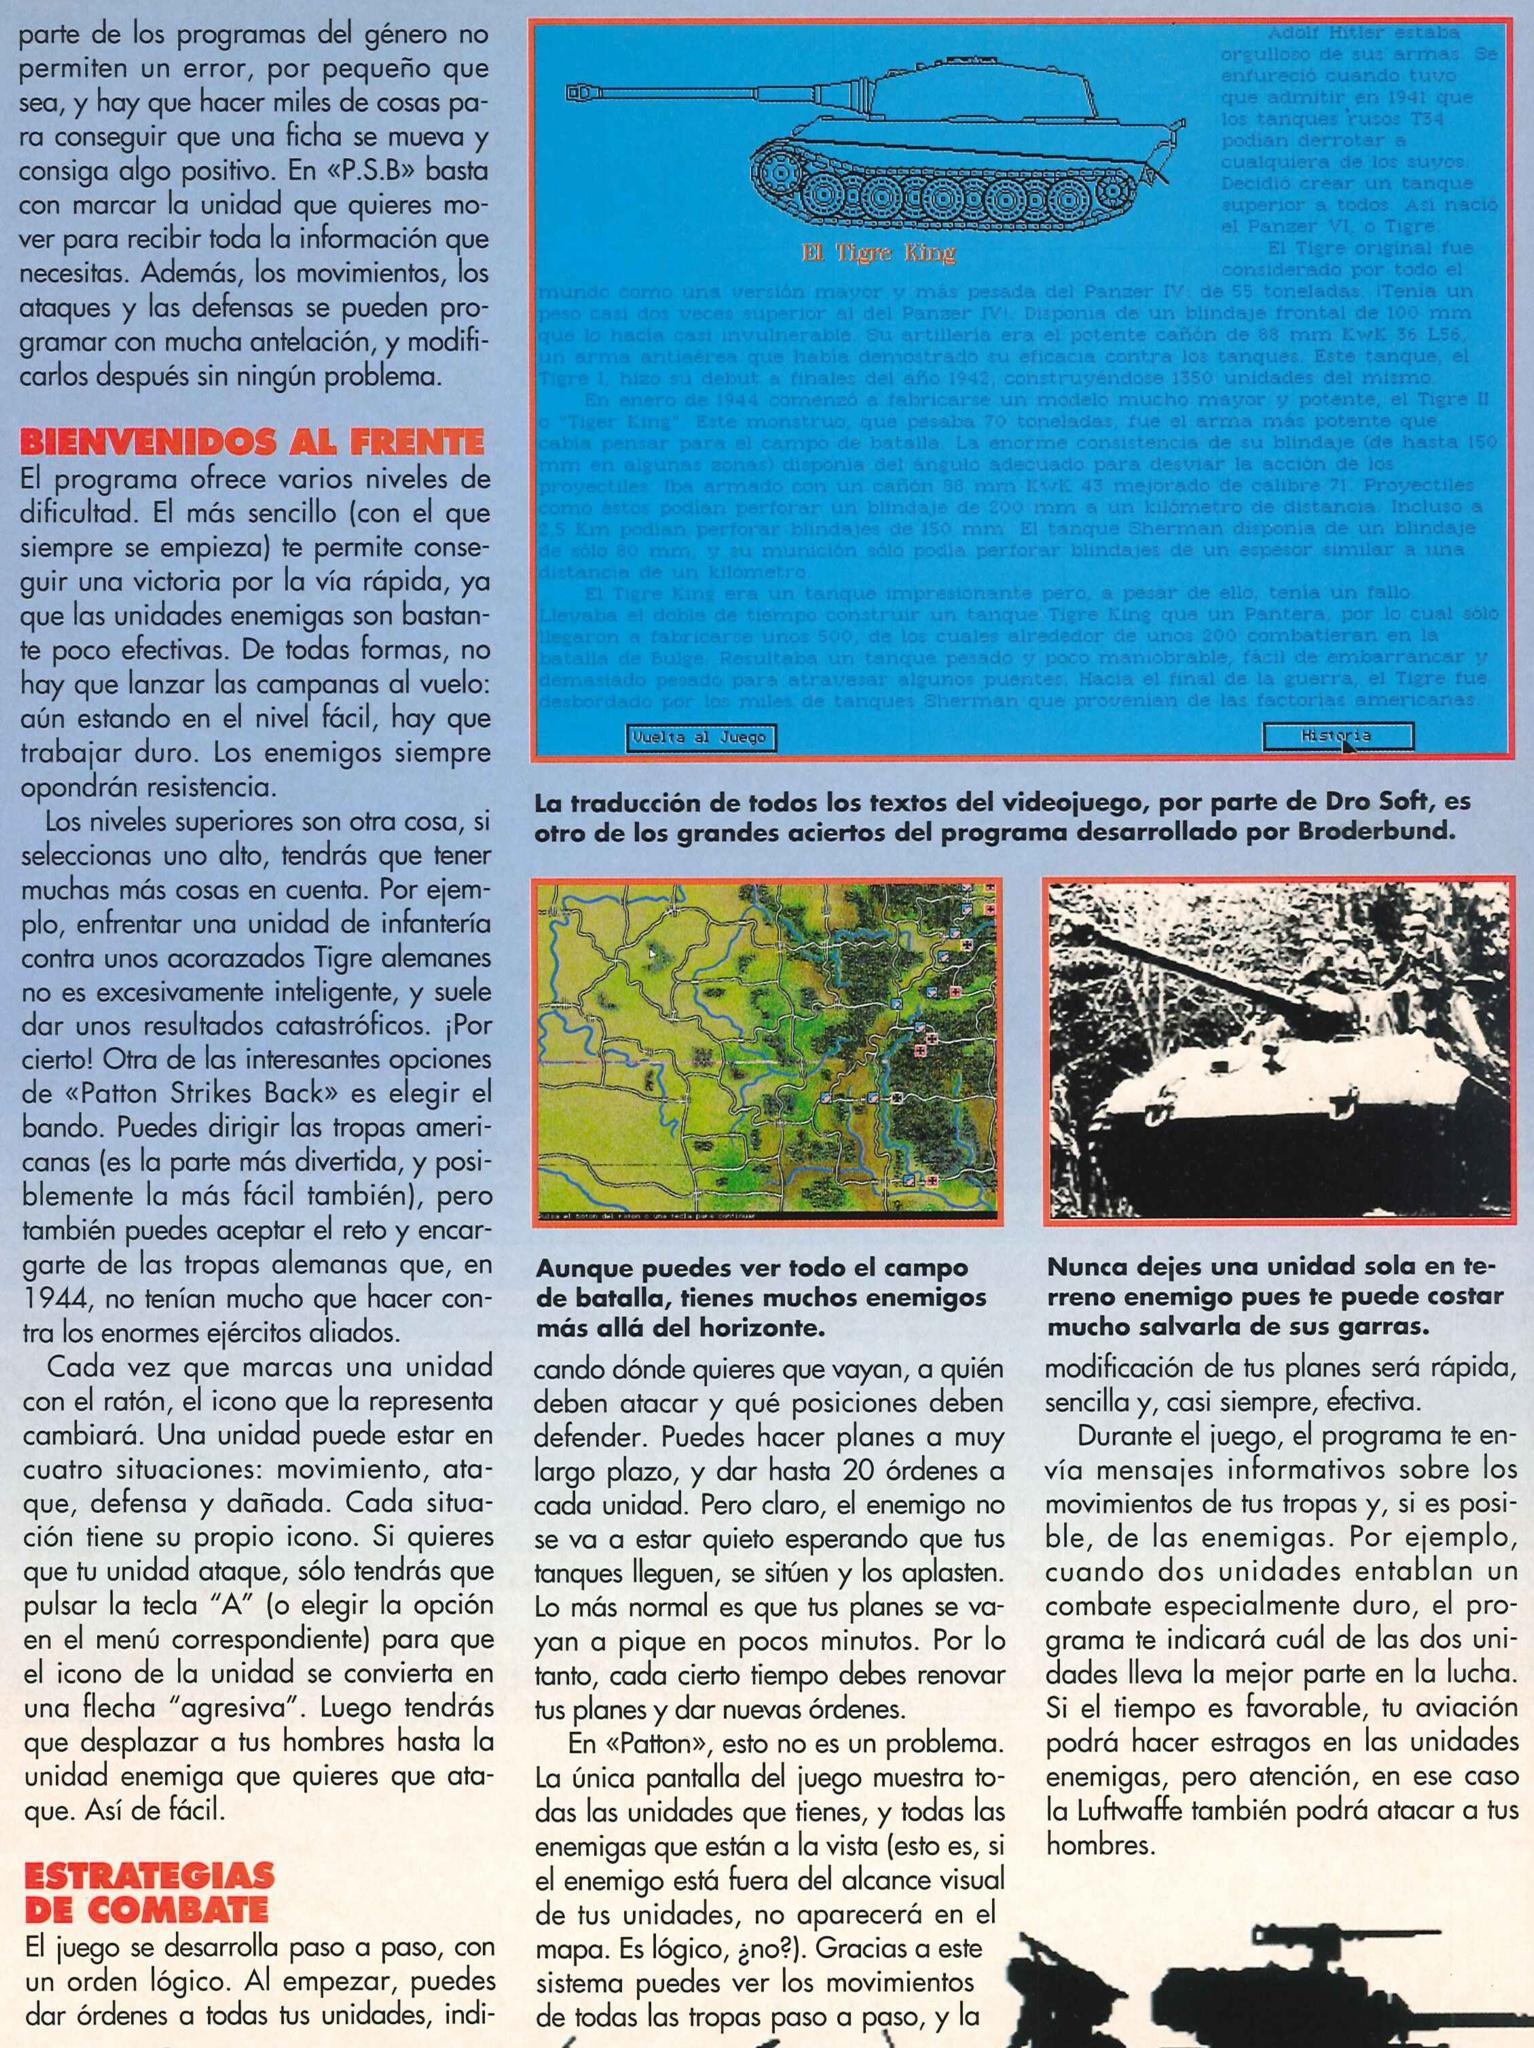 parte de los programas del género no
permiten un error, por pequeño que
sea, y hay que hacer miles de cosas pa-
ra conseguir que una ficha se mueva y
consiga algo positivo. En «P.S.B» basta
con marcar la unidad que quieres mo-
ver para recibir toda la información que
necesitas. Además, los movimientos, los
ataques y las defensas se pueden pro-
gramar con mucha antelación, y modifi-
carlos después sin ningún problema.
BIENVENIDOS AL FRENTE
El programa ofrece varios niveles de
dificultad. El más sencillo (con el que
siempre se empieza) te permite conse-
guir una victoria por la vía rápida, ya
que las unidades enemigas son bastan-
te poco efectivas. De todas formas, no
hay que lanzar las campanas al vuelo:
aún estando en el nivel fácil, hay que
trabajar duro. Los enemigos siempre
opondrán resistencia.
Los niveles superiores son otra cosa, si
seleccionas uno alto, tendrás que tener
muchas más cosas en cuenta. Por ejem-
plo, enfrentar una unidad de infantería
contra unos acorazados Tigre alemanes
no es excesivamente inteligente, y suele
dar unos resultados catastróficos. ¡Por
cierto! Otra de las interesantes opciones
de «Patton Strikes Back» es elegir el
bando. Puedes dirigir las tropas ameri-
canas (es la parte más divertida, y posi-
blemente la más fácil también), pero
también puedes aceptar el reto y encar-
garte de las tropas alemanas que, en
1944, no tenían mucho que hacer con-
tra los enormes ejércitos aliados.
Cada vez que marcas una unidad
con el ratón, el icono que la representa
cambiará. Una unidad puede estar en
cuatro situaciones: movimiento, ata-
que, defensa y dañada. Cada situa-
ción tiene su propio icono. Si quieres
que tu unidad ataque, sólo tendrás que
pulsar la tecla "A" (o elegir la opción
en el menú correspondiente) para que
el icono de la unidad se convierta en
una flecha "agresiva". Luego tendrás
que desplazar a tus hombres hasta la
unidad enemiga que quieres que ata-
que. Así de fácil.
ESTRATEGIAS
DE COMBATE
El juego se desarrolla paso a paso, con
un orden lógico. Al empezar, puedes
dar órdenes a todas tus unidades, indi-
Adolf Hitler estaba
orgulloso de sus armas. Se
enfureció cuando tuvo
que admitir en 1941 que
los tanques rusos T34
podían derrotar a
cualquiera de los suyos.
Decidió crear un tanque
superior a todos. Así nació
el Panzer VI, o Tigre.
El Tigre original fue
considerado por todo el
El Tigre King
mundo como una versión mayor y más pesada del Panzer IV: de 55 toneladas. (Tenía un
peso casi dos veces superior al del Panzer IV). Disponía de un blindaje frontal de 100 mm
que lo hacía casi invulnerable. Su artillería era el potente cañón de 88 mm KwK 36 L56,
un arma antiaérea que había demostrado su eficacia contra los tanques. Este tanque, el
Tigre I, hizo su debut a finales del año 1942, construyéndose 1350 unidades del mismo.
En enero de 1944 comenzó a fabricarse un modelo mucho mayor y potente, el Tigre II
o "Tiger King". Este monstruo, que pesaba 70 toneladas, fue el arma más potente que
cabía pensar para el campo de batalla. La enorme consistencia de su blindaje (de hasta 150
mm en algunas zonas) disponía del ángulo adecuado para desviar la acción de los
proyectiles. Iba armado con un cañón 88 mm KwK 43 mejorado de calibre 71. Proyectiles
como éstos podían perforar un blindaje de 200 mm a un kilómetro de distancia. Incluso a
2,5 Km podían perforar blindajes de 150 mm. El tanque Sherman disponía de un blindaje
de sólo 80 mm, y su munición sólo podía perforar blindajes de un espesor similar a una
distancia de un kilómetro.
El Tigre King era un tanque impresionante pero, a pesar de ello, tenía un fallo.
Llevaba el doble de tiempo construir un tanque Tigre King que un Pantera, por lo cual sólo
llegaron a fabricarse unos 500, de los cuales alrededor de unos 200 combatieran en la
batalla de Bulge. Resultaba un tanque pesado y poco maniobrable, fácil de embarrancar y
demasiado pesado para atravesar algunos puentes. Hacia el final de la guerra, el Tigre fue
desbordado por los miles de tanques Sherman que provenían de las factorías americanas.
Vuelta al Juego
Historia
La traducción de todos los textos del videojuego, por parte de Dro Soft, es
otro de los grandes aciertos del programa desarrollado por Broderbund.
Pulsa el botón del ratón o una tecla para continuar
Aunque puedes ver todo el campo
de batalla, tienes muchos enemigos
más allá del horizonte.
cando dónde quieres que vayan, a quién
deben atacar y qué posiciones deben
defender. Puedes hacer planes a muy
largo plazo, y dar hasta 20 órdenes a
cada unidad. Pero claro, el enemigo no
se va a estar quieto esperando que tus
tanques lleguen, se sitúen y los aplasten.
Lo más normal es que tus planes se va-
yan a pique en pocos minutos. Por lo
tanto, cada cierto tiempo debes renovar
tus planes y dar nuevas órdenes.
En «Patton», esto no es un problema.
La única pantalla del juego muestra to-
das las unidades que tienes, y todas las
enemigas que están a la vista (esto es, si
el enemigo está fuera del alcance visual
de tus unidades, no aparecerá en el
mapa. Es lógico, ¿no?). Gracias a este
sistema puedes ver los movimientos
de todas las tropas paso a paso, y la
Nunca dejes una unidad sola en te-
rreno enemigo pues te puede costar
mucho salvarla de sus garras.
modificación de tus planes será rápida,
sencilla y, casi siempre, efectiva.
Durante el juego, el programa te en-
vía mensajes informativos sobre los
movimientos de tus tropas y, si es posi-
ble, de las enemigas. Por ejemplo,
cuando dos unidades entablan un
combate especialmente duro, el pro-
grama te indicará cuál de las dos uni-
dades lleva la mejor parte en la lucha.
Si el tiempo es favorable, tu aviación
podrá hacer estragos en las unidades
enemigas, pero atención, en ese caso
la Luftwaffe también podrá atacar a tus
hombres.